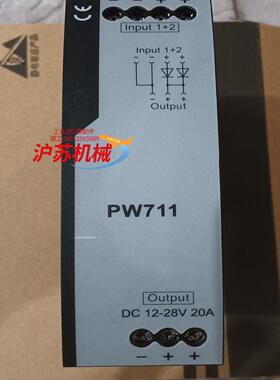 CE
Input 1+2
- - + +
Input 1+2
Output
沪苏机械
PW711
Output
DC 12-28V 20A
- + +